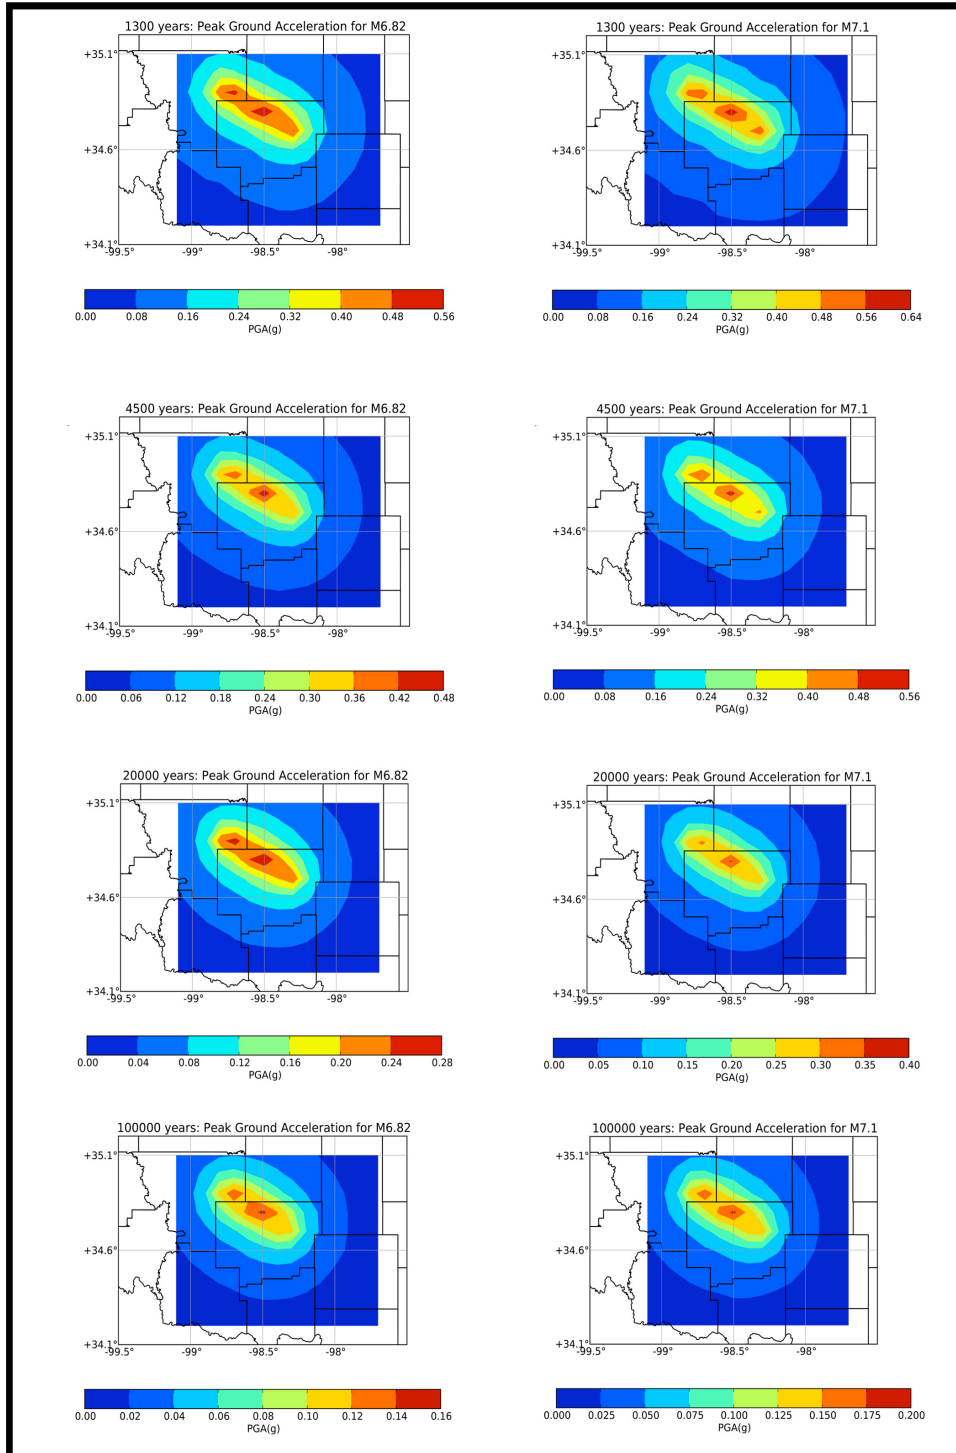 1300 years: Peak Ground Acceleration for M6.82
+35.1°
+34.6°
+34.1°
-99.5° -99° -98.5° -98°
0.00 0.08 0.16 0.24 0.32 0.40 0.48 0.56
PGA(g)
1300 years: Peak Ground Acceleration for M7.1
+35.1°
+34.6°
+34.1°
-99.5° -99° -98.5° -98°
0.00 0.08 0.16 0.24 0.32 0.40 0.48 0.56 0.64
PGA(g)
4500 years: Peak Ground Acceleration for M6.82
+35.1°
+34.6°
+34.1°
-99.5° -99° -98.5° -98°
0.00 0.06 0.12 0.18 0.24 0.30 0.36 0.42 0.48
PGA(g)
4500 years: Peak Ground Acceleration for M7.1
+35.1°
+34.6°
+34.1°
-99.5° -99° -98.5° -98°
0.00 0.08 0.16 0.24 0.32 0.40 0.48 0.56
PGA(g)
20000 years: Peak Ground Acceleration for M6.82
+35.1°
+34.6°
+34.1°
-99.5° -99° -98.5° -98°
0.00 0.04 0.08 0.12 0.16 0.20 0.24 0.28
PGA(g)
20000 years: Peak Ground Acceleration for M7.1
+35.1°
+34.6°
+34.1°
-99.5° -99° -98.5° -98°
0.00 0.05 0.10 0.15 0.20 0.25 0.30 0.35 0.40
PGA(g)
100000 years: Peak Ground Acceleration for M6.82
+35.1°
+34.6°
+34.1°
-99.5° -99° -98.5° -98°
0.00 0.02 0.04 0.06 0.08 0.10 0.12 0.14 0.16
PGA(g)
100000 years: Peak Ground Acceleration for M7.1
+35.1°
+34.6°
+34.1°
-99.5° -99° -98.5° -98°
0.000 0.025 0.050 0.075 0.100 0.125 0.150 0.175 0.200
PGA(g)